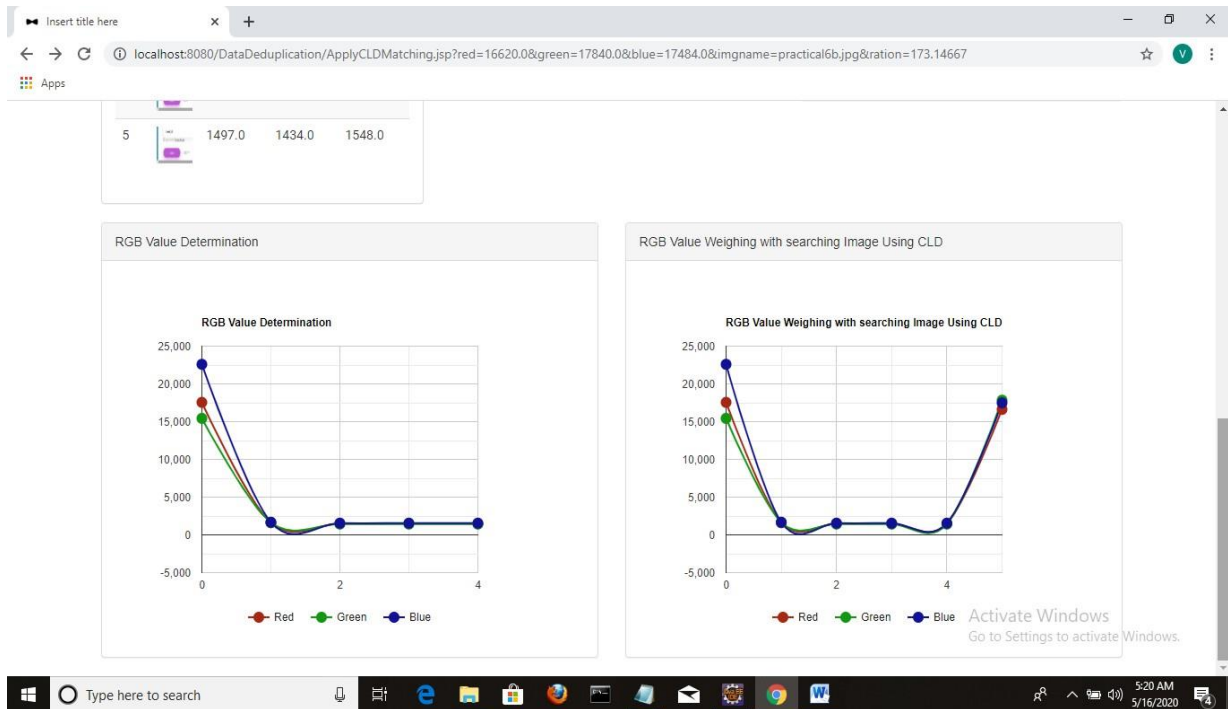 Insert title here
localhost:8080/DataDeduplication/ApplyCLDMatching.jsp?red=16620.0&green=17840.0&blue=17484.0&imgname=practical6b.jpg&ration=173.14667
V
Apps
5 1497.0 1434.0 1548.0
RGB Value Determination
RGB Value Weighing with searching Image Using CLD
RGB Value Determination
25,000
20,000
15,000
10,000
5,000
0
-5,000
0 2 4
Red Green Blue
RGB Value Weighing with searching Image Using CLD
25,000
20,000
15,000
10,000
5,000
0
-5,000
0 2 4
Red Green Blue
Activate Windows
Go to Settings to activate Windows.
Type here to search
5:20 AM
5/16/2020
4